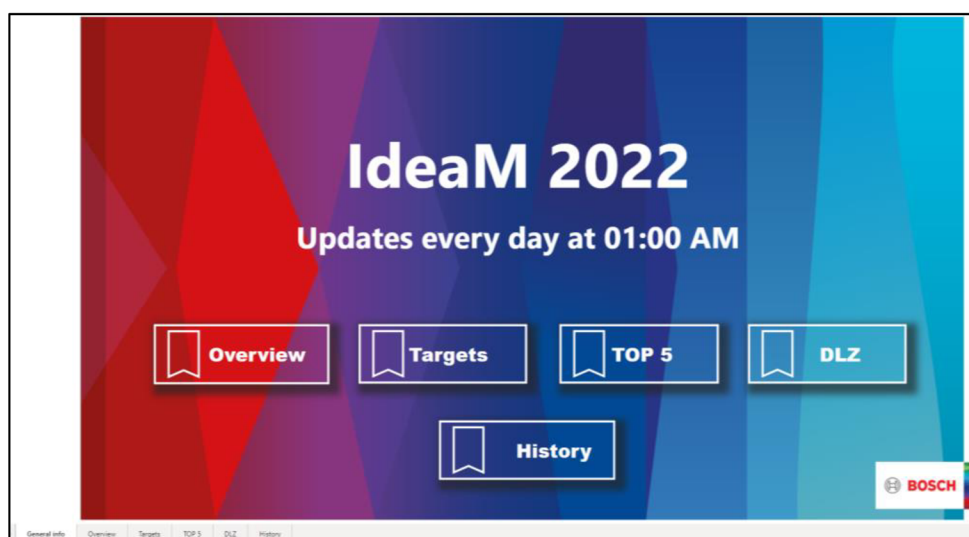 IdeaM 2022
Updates every day at 01:00 AM
Overview
Targets
TOP 5
DLZ
History
BOSCH
General info Overview Targets TOP 5 DLZ History